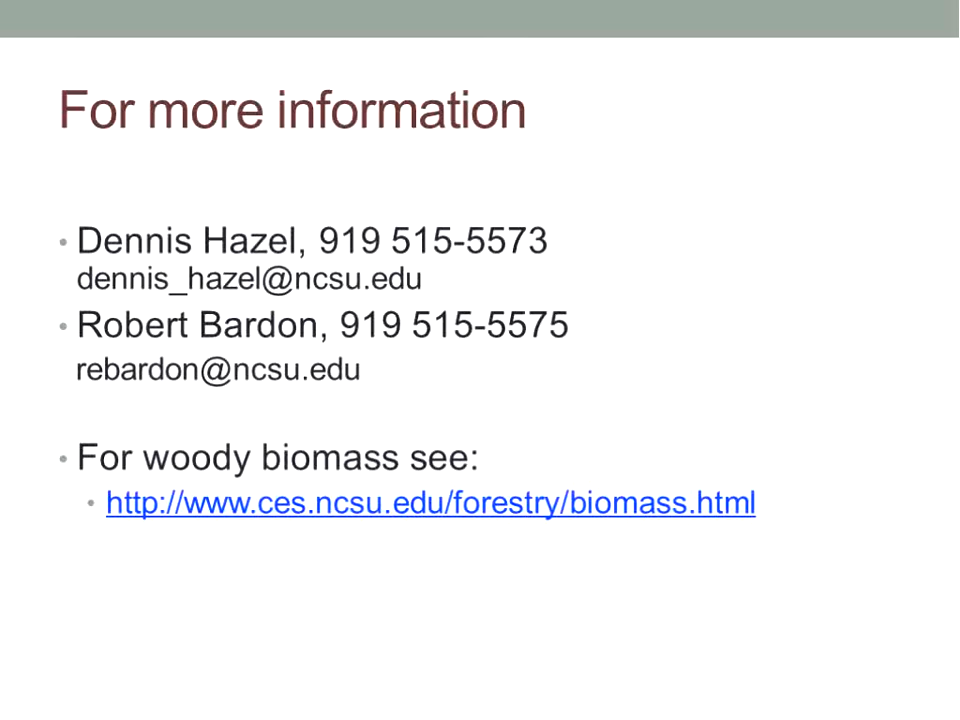 For more information
• Dennis Hazel, 919 515-5573
dennis_hazel@ncsu.edu
• Robert Bardon, 919 515-5575
rebardon@ncsu.edu
• For woody biomass see:
• http://www.ces.ncsu.edu/forestry/biomass.html